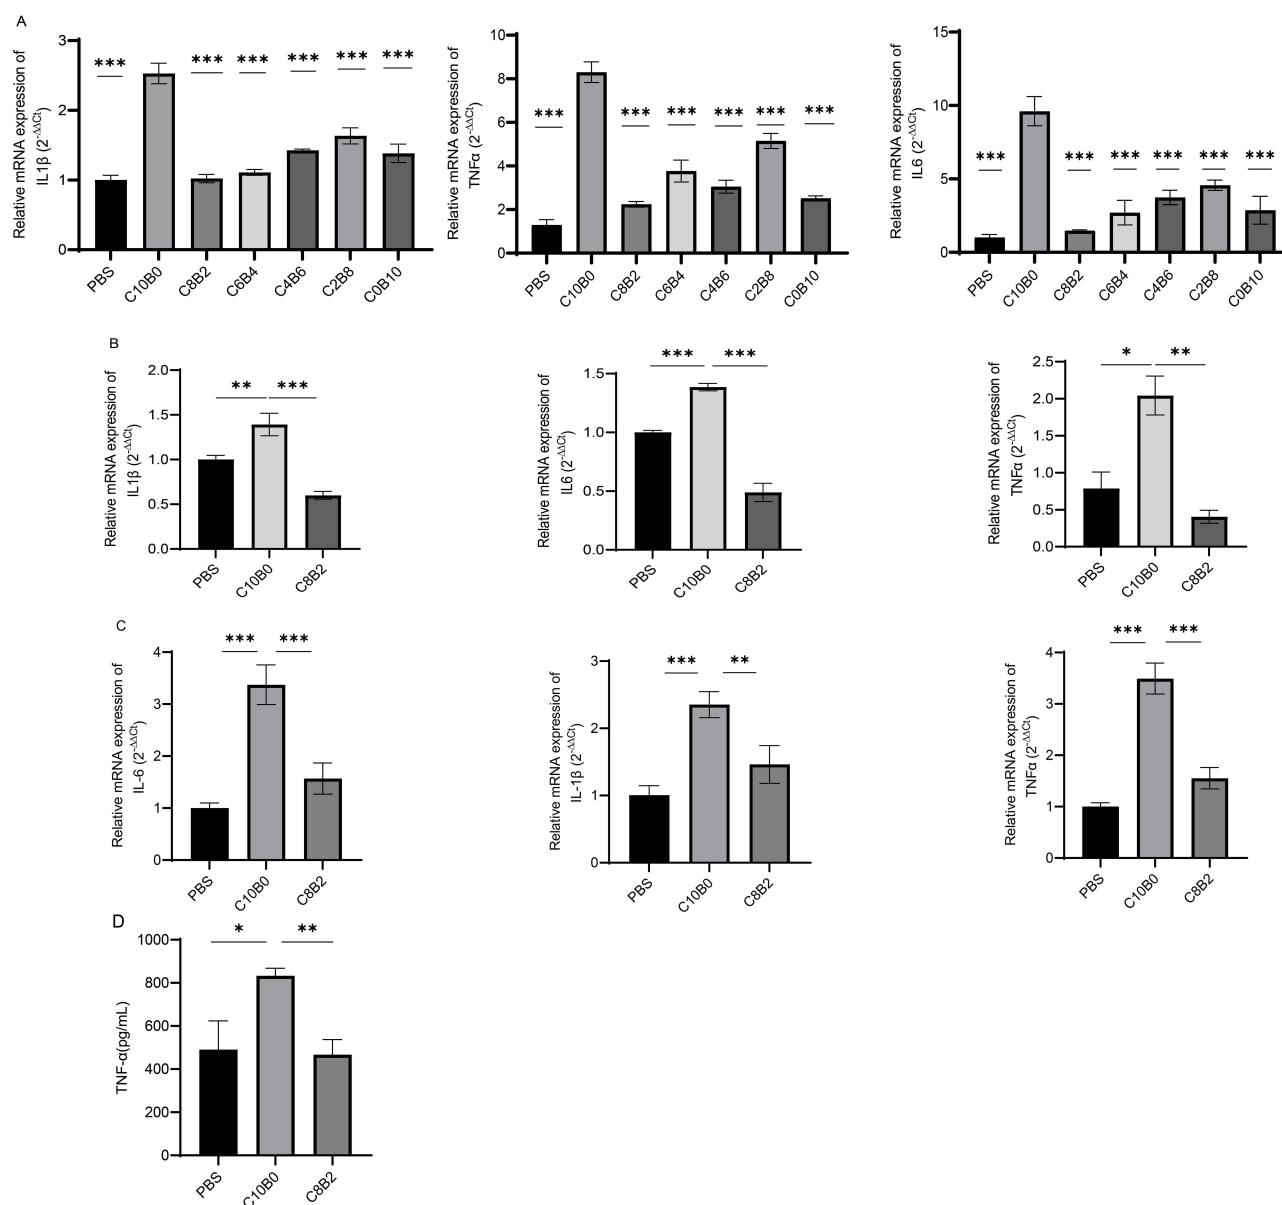 A
Relative mRNA expression of
IL1β (2-ΔΔCt)
3
2
1
0
*** *** *** *** *** ***
PBS C10B0 C8B2 C6B4 C4B6 C2B8 C0B10
Relative mRNA expression of
TNFα (2-ΔΔCt)
10
8
6
4
2
0
*** *** *** *** *** ***
PBS C10B0 C8B2 C6B4 C4B6 C2B8 C0B10
Relative mRNA expression of
IL6 (2-ΔΔCt)
15
10
5
0
*** *** *** *** *** ***
PBS C10B0 C8B2 C6B4 C4B6 C2B8 C0B10
B
Relative mRNA expression of
IL1β (2-ΔΔCt)
2.0
1.5
1.0
0.5
0.0
** ***
PBS C10B0 C8B2
Relative mRNA expression of
IL6 (2-ΔΔCt)
1.5
1.0
0.5
0.0
*** ***
PBS C10B0 C8B2
Relative mRNA expression of
TNFα (2-ΔΔCt)
2.5
2.0
1.5
1.0
0.5
0.0
* **
PBS C10B0 C8B2
C
Relative mRNA expression of
IL-6 (2-ΔΔCt)
4
3
2
1
0
*** ***
PBS C10B0 C8B2
Relative mRNA expression of
IL-1β (2-ΔΔCt)
3
2
1
0
*** **
PBS C10B0 C8B2
Relative mRNA expression of
TNFα (2-ΔΔCt)
4
3
2
1
0
*** ***
PBS C10B0 C8B2
D
TNF-α(pg/mL)
1000
800
600
400
200
0
* **
PBS C10B0 C8B2